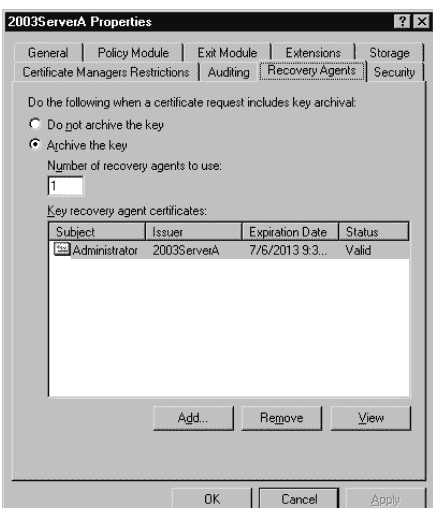 2003ServerA Properties
General Policy Module Exit Module Extensions Storage
Certificate Managers Restrictions Auditing Recovery Agents Security
Do the following when a certificate request includes key archival:
Do not archive the key
Archive the key
Number of recovery agents to use:
1
Key recovery agent certificates:
Subject Issuer Expiration Date Status
Administrator 2003ServerA 7/6/2013 9:3... Valid
Add... Remove View
OK Cancel Apply